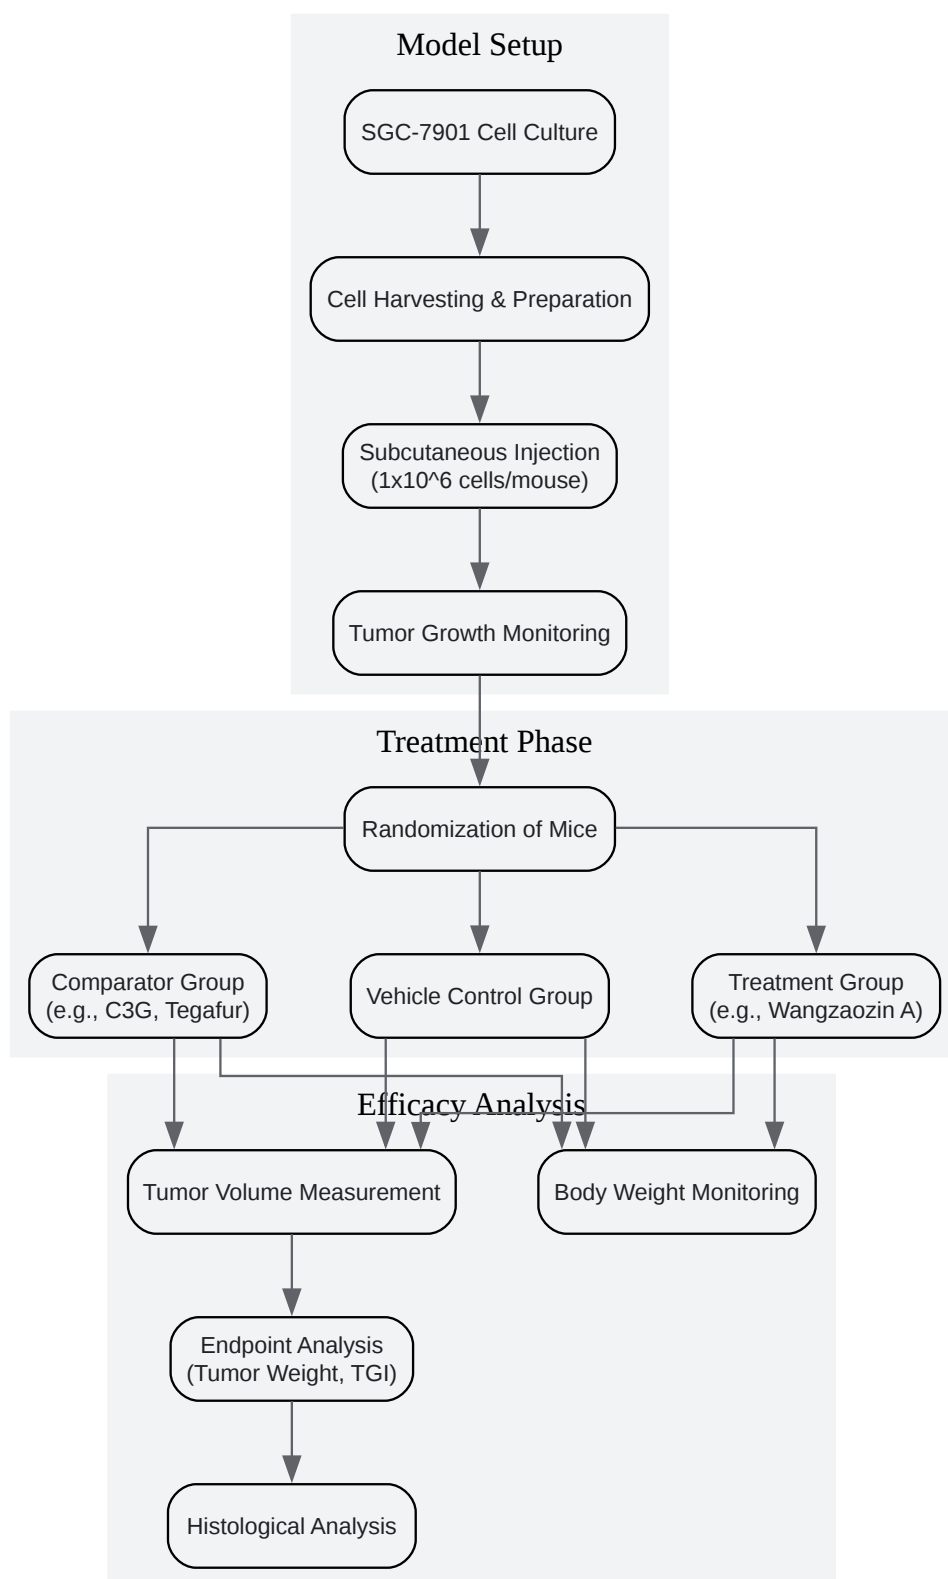 Model Setup
SGC-7901 Cell Culture
Cell Harvesting & Preparation
Subcutaneous Injection
(1x10^6 cells/mouse)
Tumor Growth Monitoring
Treatment Phase
Randomization of Mice
Comparator Group
(e.g., C3G, Tegafur)
Vehicle Control Group
Treatment Group
(e.g., Wangzaozin A)
Efficacy Analysis
Tumor Volume Measurement
Body Weight Monitoring
Endpoint Analysis
(Tumor Weight, TGI)
Histological Analysis